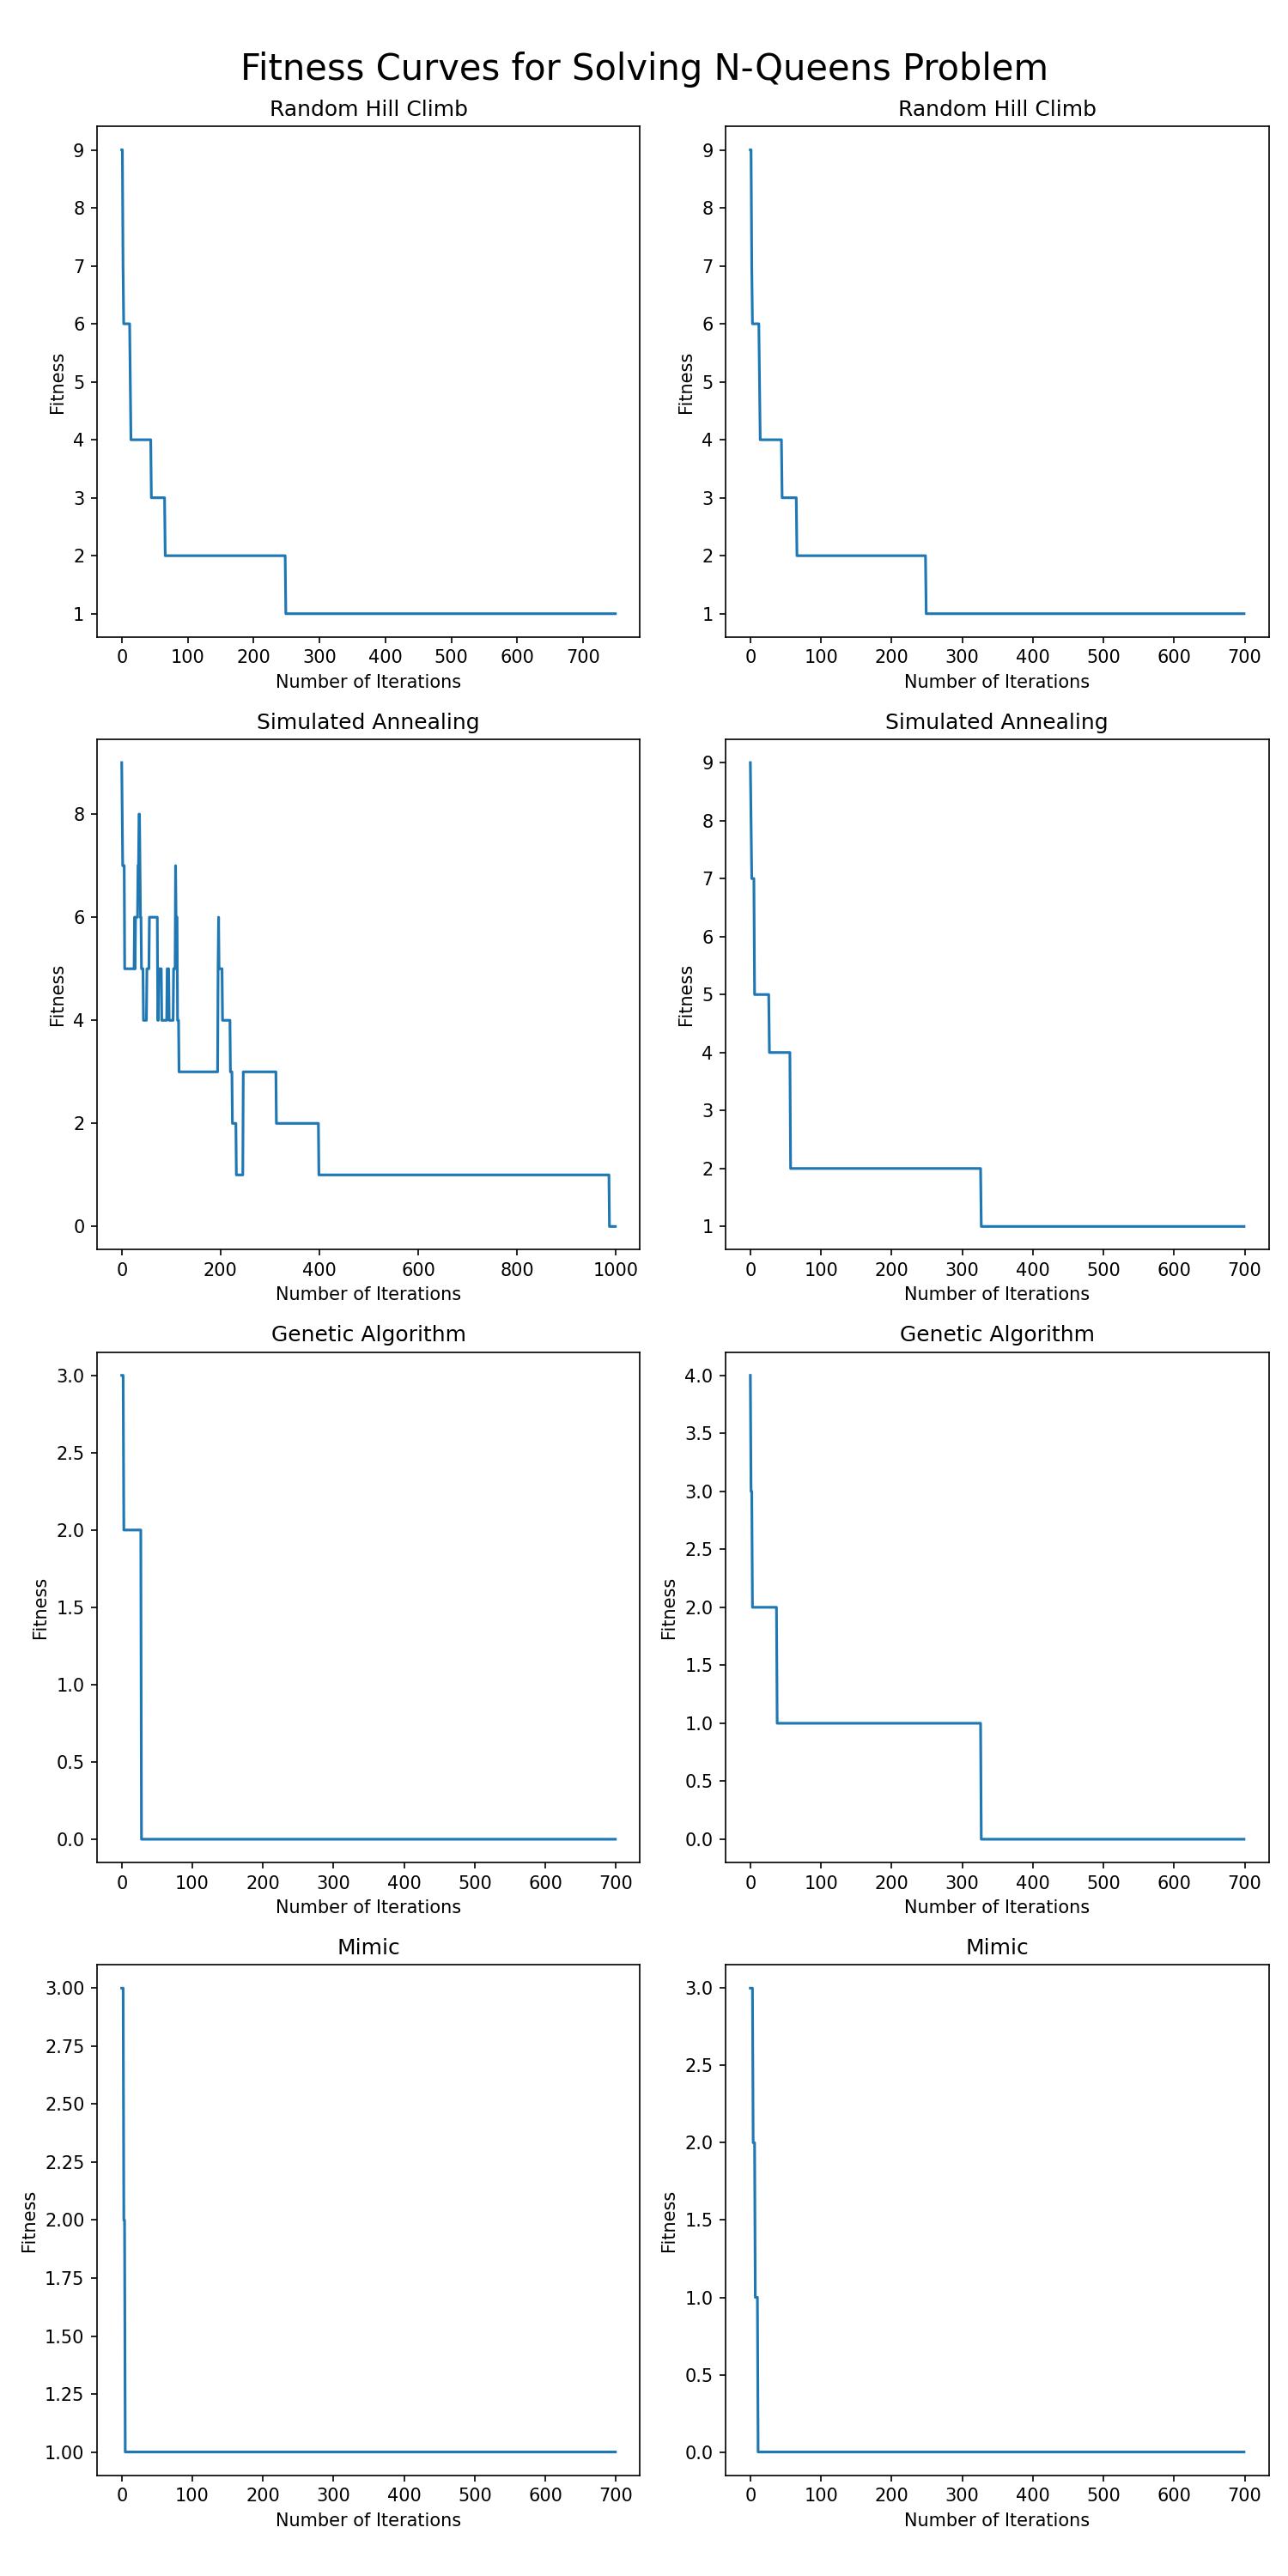 Fitness Curves for Solving N-Queens Problem
Random Hill Climb
9
8
7
6
5
4
3
2
1
Fitness
0 100 200 300 400 500 600 700
Number of Iterations
Random Hill Climb
9
8
7
6
5
4
3
2
1
Fitness
0 100 200 300 400 500 600 700
Number of Iterations
Simulated Annealing
8
6
4
2
0
Fitness
0 200 400 600 800 1000
Number of Iterations
Simulated Annealing
9
8
7
6
5
4
3
2
1
Fitness
0 100 200 300 400 500 600 700
Number of Iterations
Genetic Algorithm
3.0
2.5
2.0
1.5
1.0
0.5
0.0
Fitness
0 100 200 300 400 500 600 700
Number of Iterations
Genetic Algorithm
4.0
3.5
3.0
2.5
2.0
1.5
1.0
0.5
0.0
Fitness
0 100 200 300 400 500 600 700
Number of Iterations
Mimic
3.00
2.75
2.50
2.25
2.00
1.75
1.50
1.25
1.00
Fitness
0 100 200 300 400 500 600 700
Number of Iterations
Mimic
3.0
2.5
2.0
1.5
1.0
0.5
0.0
Fitness
0 100 200 300 400 500 600 700
Number of Iterations